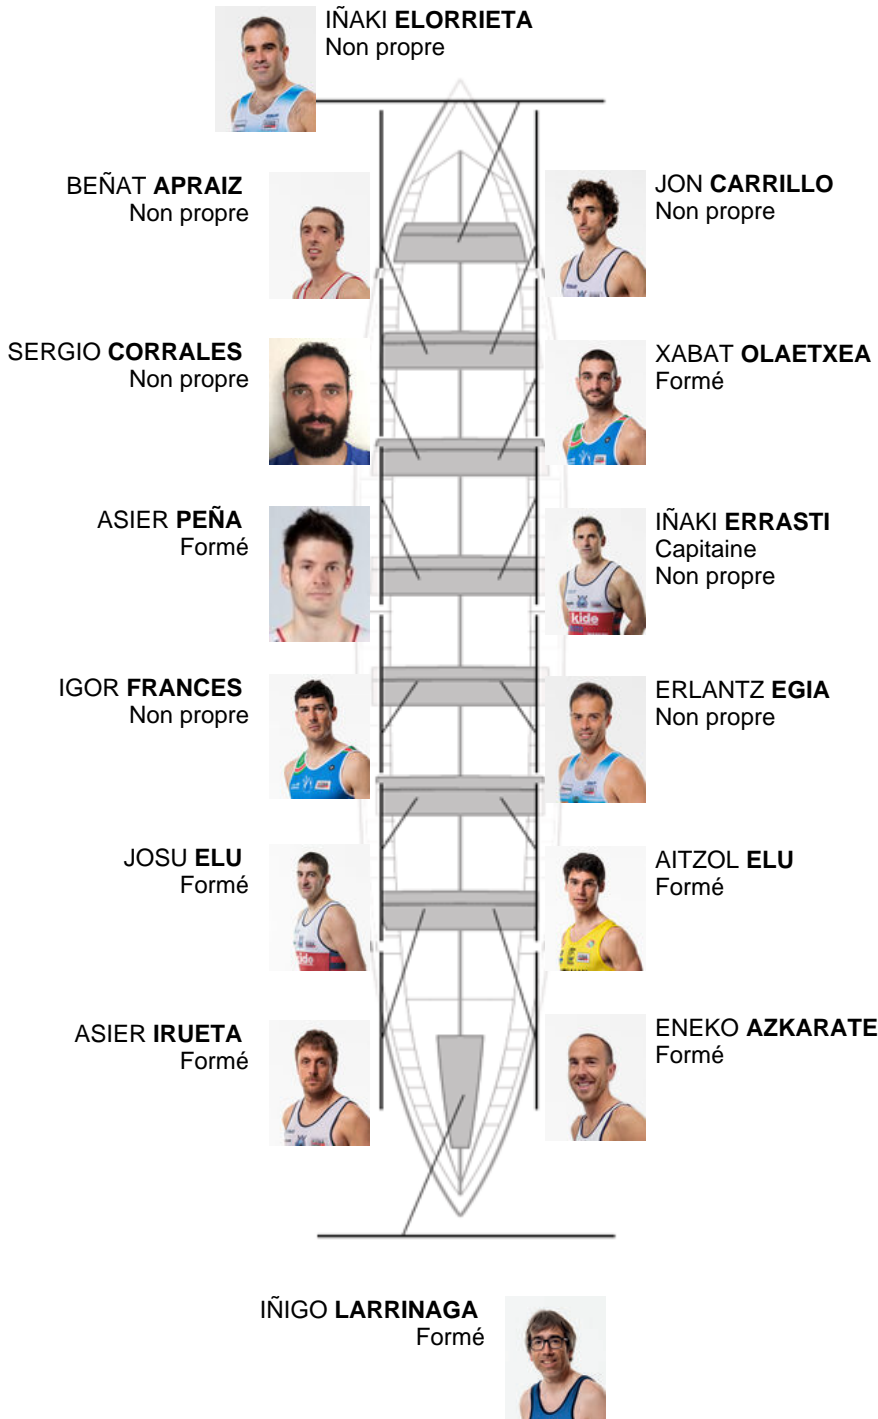 IÑAKI ELORRIETA
Non propre
BEÑAT APRAIZ
Non propre
JON CARRILLO
Non propre
SERGIO CORRALES
Non propre
XABAT OLAETXEA
Formé
ASIER PEÑA
Formé
IÑAKI ERRASTI
Capitaine
Non propre
kide
IGOR FRANCES
Non propre
ERLANTZ EGIA
Non propre
JOSU ELU
Formé
kide
AITZOL ELU
Formé
ASIER IRUETA
Formé
ENEKO AZKARATE
Formé
IÑIGO LARRINAGA
Formé